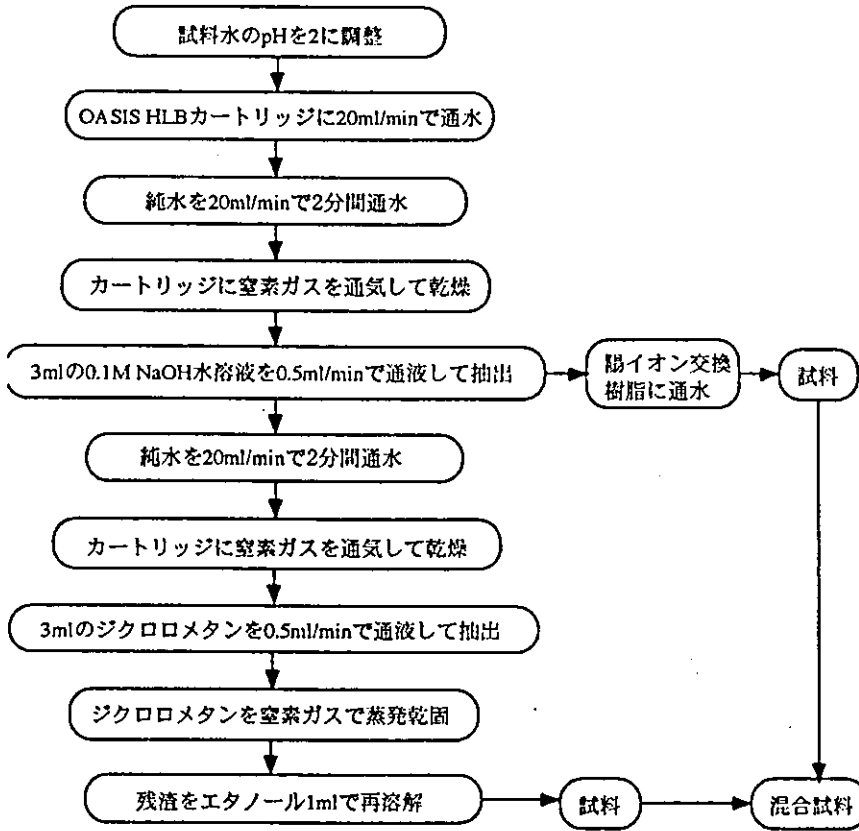 試料水のpHを2に調整
OASIS HLBカートリッジに20ml/minで通水
純水を20ml/minで2分間通水
カートリッジに窒素ガスを通気して乾燥
3mlの0.1M NaOH水溶液を0.5ml/minで通液して抽出
陽イオン交換
樹脂に通水
試料
純水を20ml/minで2分間通水
カートリッジに窒素ガスを通気して乾燥
3mlのジクロロメタンを0.5ml/minで通液して抽出
ジクロロメタンを窒素ガスで蒸発乾固
残渣をエタノール1mlで再溶解
試料
混合試料